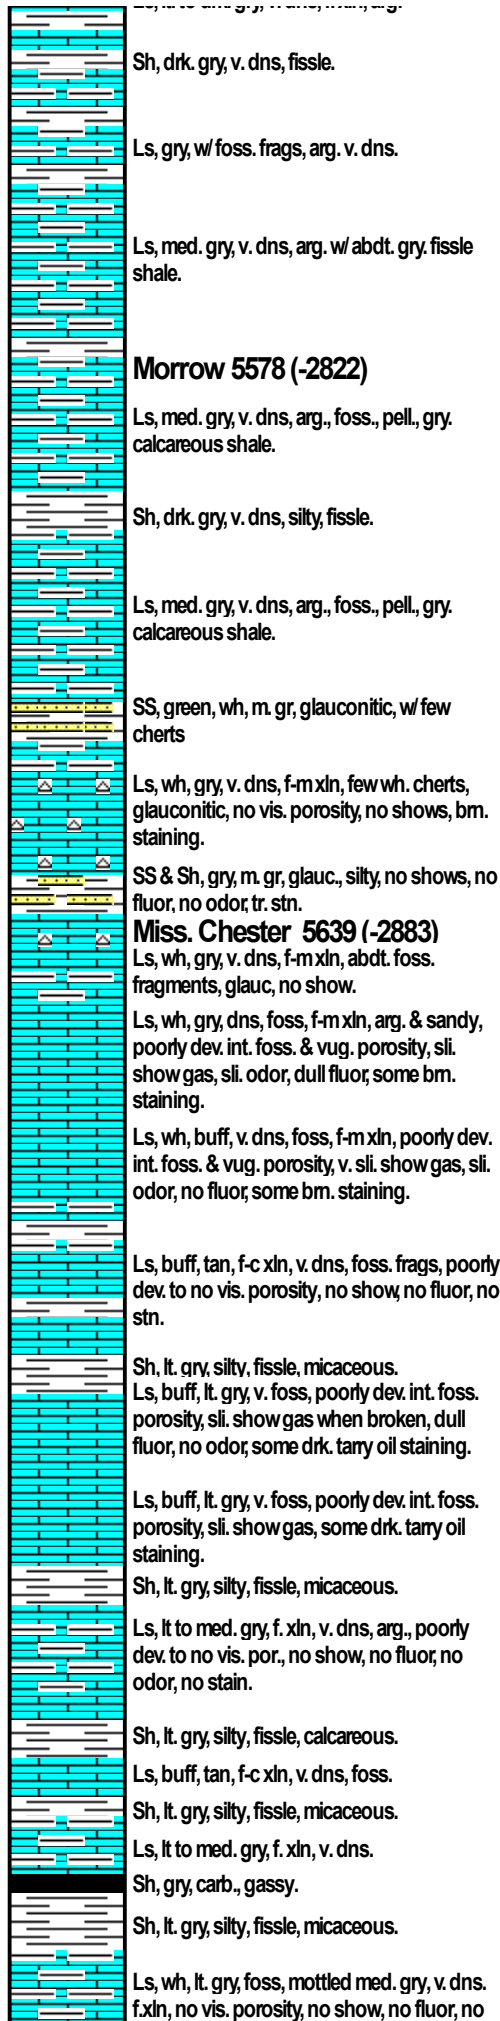 Sh, drk. gry, v. dns, fissle.
Ls, gry, w/ foss. frags, arg. v. dns.
Ls, med. gry, v. dns, arg. w/ abdt. gry. fissle
shale.
Morrow 5578 (-2822)
Ls, med. gry, v. dns, arg., foss., pell., gry.
calcareous shale.
Sh, drk. gry, v. dns, silty, fissle.
Ls, med. gry, v. dns, arg., foss., pell., gry.
calcareous shale.
SS, green, wh, m. gr, glauconitic, w/ few
cherts
Ls, wh, gry, v. dns, f-m xln, few wh. cherts,
glauconitic, no vis. porosity, no shows, brn.
staining.
SS & Sh, gry, m. gr, glauc., silty, no shows, no
fluor, no odor, tr. stn.
Miss. Chester 5639 (-2883)
Ls, wh, gry, v. dns, f-m xln, abdt. foss.
fragments, glauc, no show.
Ls, wh, gry, dns, foss, f-m xln, arg. & sandy,
poorly dev. int. foss. & vug. porosity, sli.
show gas, sli. odor, dull fluor, some brn.
staining.
Ls, wh, buff, v. dns, foss, f-m xln, poorly dev.
int. foss. & vug. porosity, v. sli. show gas, sli.
odor, no fluor, some brn. staining.
Ls, buff, tan, f-c xln, v. dns, foss. frags, poorly
dev. to no vis. porosity, no show, no fluor, no
stn.
Sh, lt. gry, silty, fissle, micaceous.
Ls, buff, lt. gry, v. foss, poorly dev. int. foss.
porosity, sli. show gas when broken, dull
fluor, no odor, some drk. tarry oil staining.
Ls, buff, lt. gry, v. foss, poorly dev. int. foss.
porosity, sli. show gas, some drk. tarry oil
staining.
Sh, lt. gry, silty, fissle, micaceous.
Ls, lt to med. gry, f. xln, v. dns, arg., poorly
dev. to no vis. por., no show, no fluor, no
odor, no stain.
Sh, lt. gry, silty, fissle, calcareous.
Ls, buff, tan, f-c xln, v. dns, foss.
Sh, lt. gry, silty, fissle, micaceous.
Ls, lt to med. gry, f. xln, v. dns.
Sh, gry, carb., gassy.
Sh, lt. gry, silty, fissle, micaceous.
Ls, wh, lt. gry, foss, mottled med. gry, v. dns.
f.xln, no vis. porosity, no show, no fluor, no